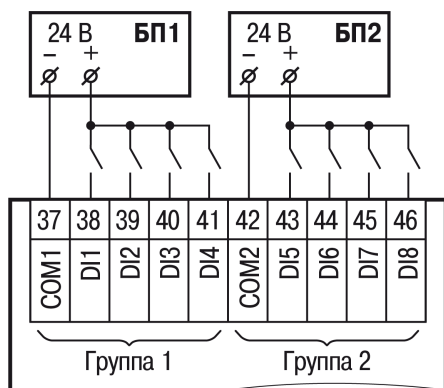 24 В БП1
– +
24 В БП2
– +
37 38 39 40 41 42 43 44 45 46
COM1 DI1 DI2 DI3 DI4 COM2 DI5 DI6 DI7 DI8
Группа 1 Группа 2